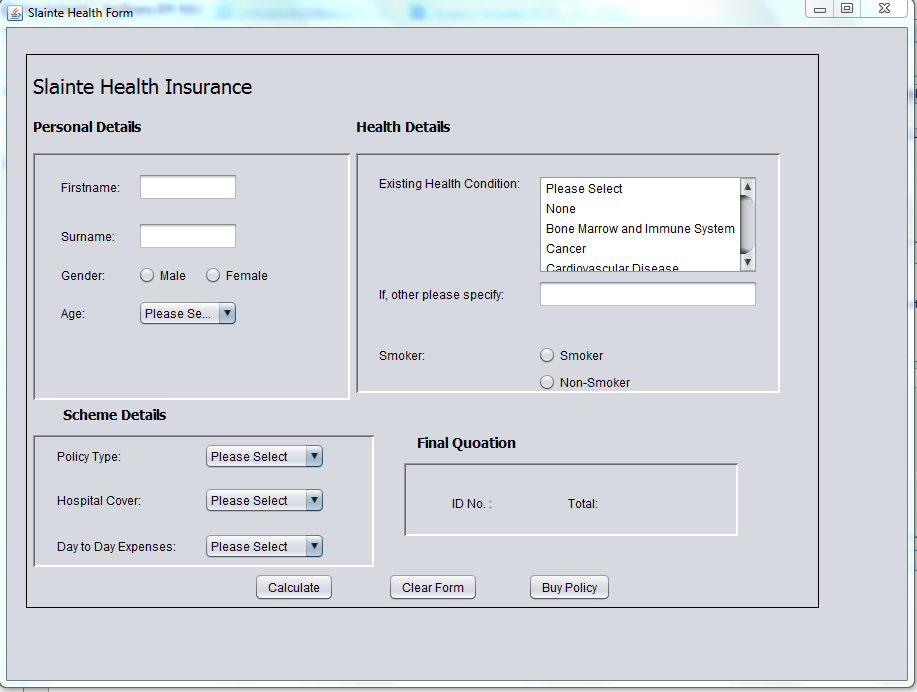 Slainte Health Form
Slainte Health Insurance
Personal Details
Firstname:
Surname:
Gender: Male Female
Age: Please Se...
Health Details
Existing Health Condition:
Please Select
None
Bone Marrow and Immune System
Cancer
Cardiovascular Disease
If, other please specify:
Smoker: Smoker
Non-Smoker
Scheme Details
Policy Type: Please Select
Hospital Cover: Please Select
Day to Day Expenses: Please Select
Final Quoation
ID No. : Total:
Calculate Clear Form Buy Policy